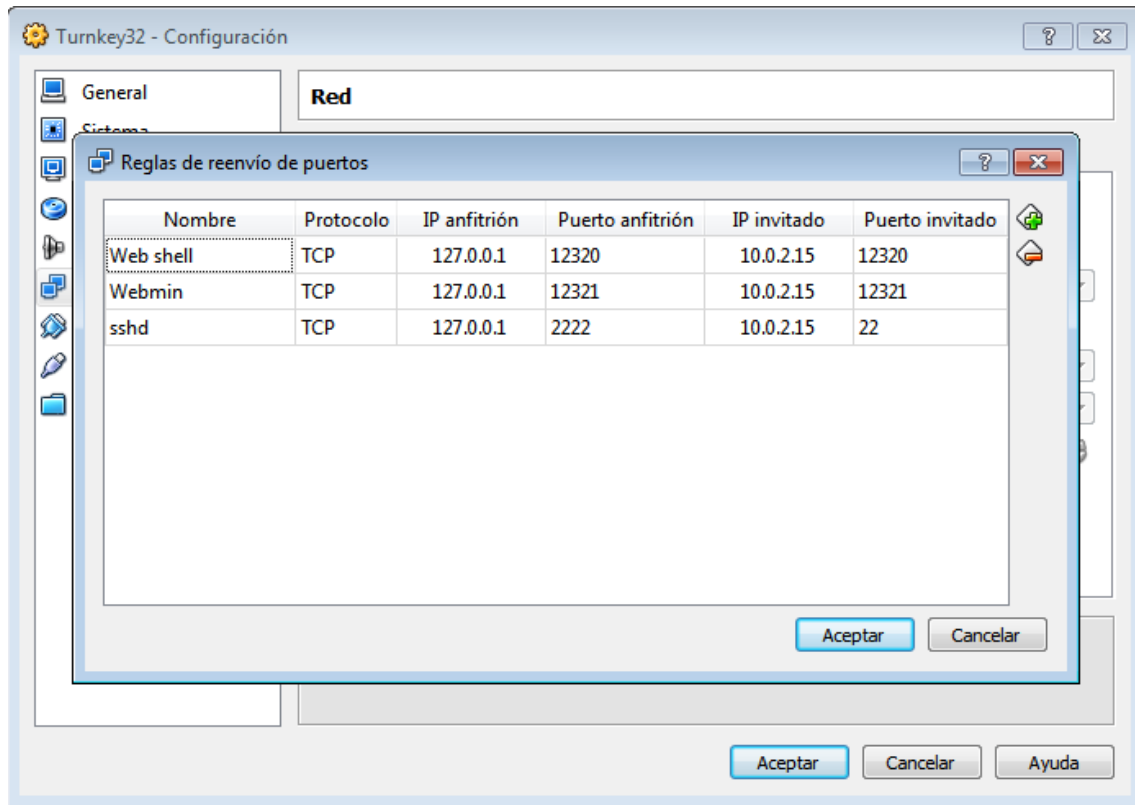 Turnkey32 - Configuración
General
Red
Sistema
Reglas de reenvío de puertos
Nombre Protocolo IP anfitrión Puerto anfitrión IP invitado Puerto invitado
Web shell TCP 127.0.0.1 12320 10.0.2.15 12320
Webmin TCP 127.0.0.1 12321 10.0.2.15 12321
sshd TCP 127.0.0.1 2222 10.0.2.15 22
Aceptar Cancelar
Aceptar Cancelar Ayuda